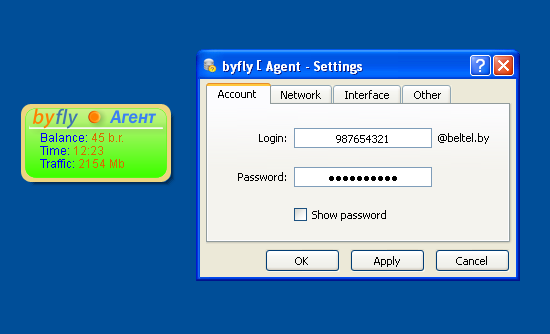 byfly Агент
Balance: 45 b.r.
Time: 12:23
Traffic: 2154 Mb
byfly [ Agent - Settings
Account Network Interface Other
Login: 987654321 @beltel.by
Password: ●●●●●●●●●●
Show password
OK Apply Cancel